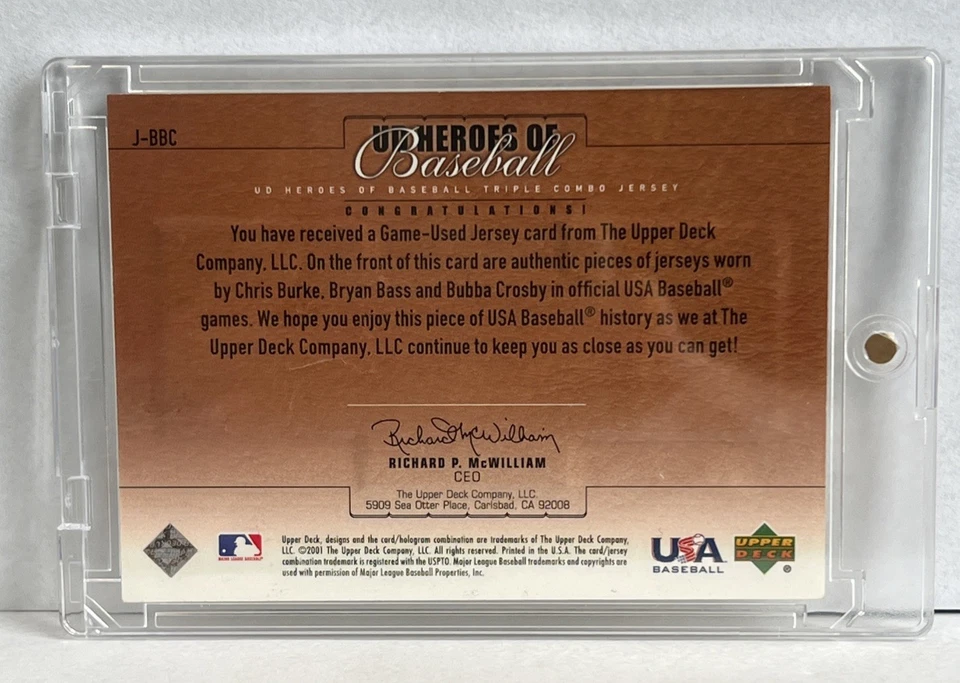 J-BBC
UD HEROES OF
Baseball
UD HEROES OF BASEBALL TRIPLE COMBO JERSEY
CONGRATULATIONS!
You have received a Game-Used Jersey card from The Upper Deck
Company, LLC. On the front of this card are authentic pieces of jerseys worn
by Chris Burke, Bryan Bass and Bubba Crosby in official USA Baseball®
games. We hope you enjoy this piece of USA Baseball® history as we at The
Upper Deck Company, LLC continue to keep you as close as you can get!
Richard McWilliam
RICHARD P. McWILLIAM
CEO
The Upper Deck Company, LLC.
5909 Sea Otter Place, Carlsbad, CA 92008
Upper Deck, designs and the card/hologram combination are trademarks of The Upper Deck Company,
LLC. ©2001 The Upper Deck Company, LLC. All rights reserved. Printed in the U.S.A. The card/jersey
combination trademark is registered with the USPTO. Major League Baseball trademarks and copyrights are
used with permission of Major League Baseball Properties, Inc.
MAJOR LEAGUE BASEBALL
USA
BASEBALL
UPPER
DECK
®